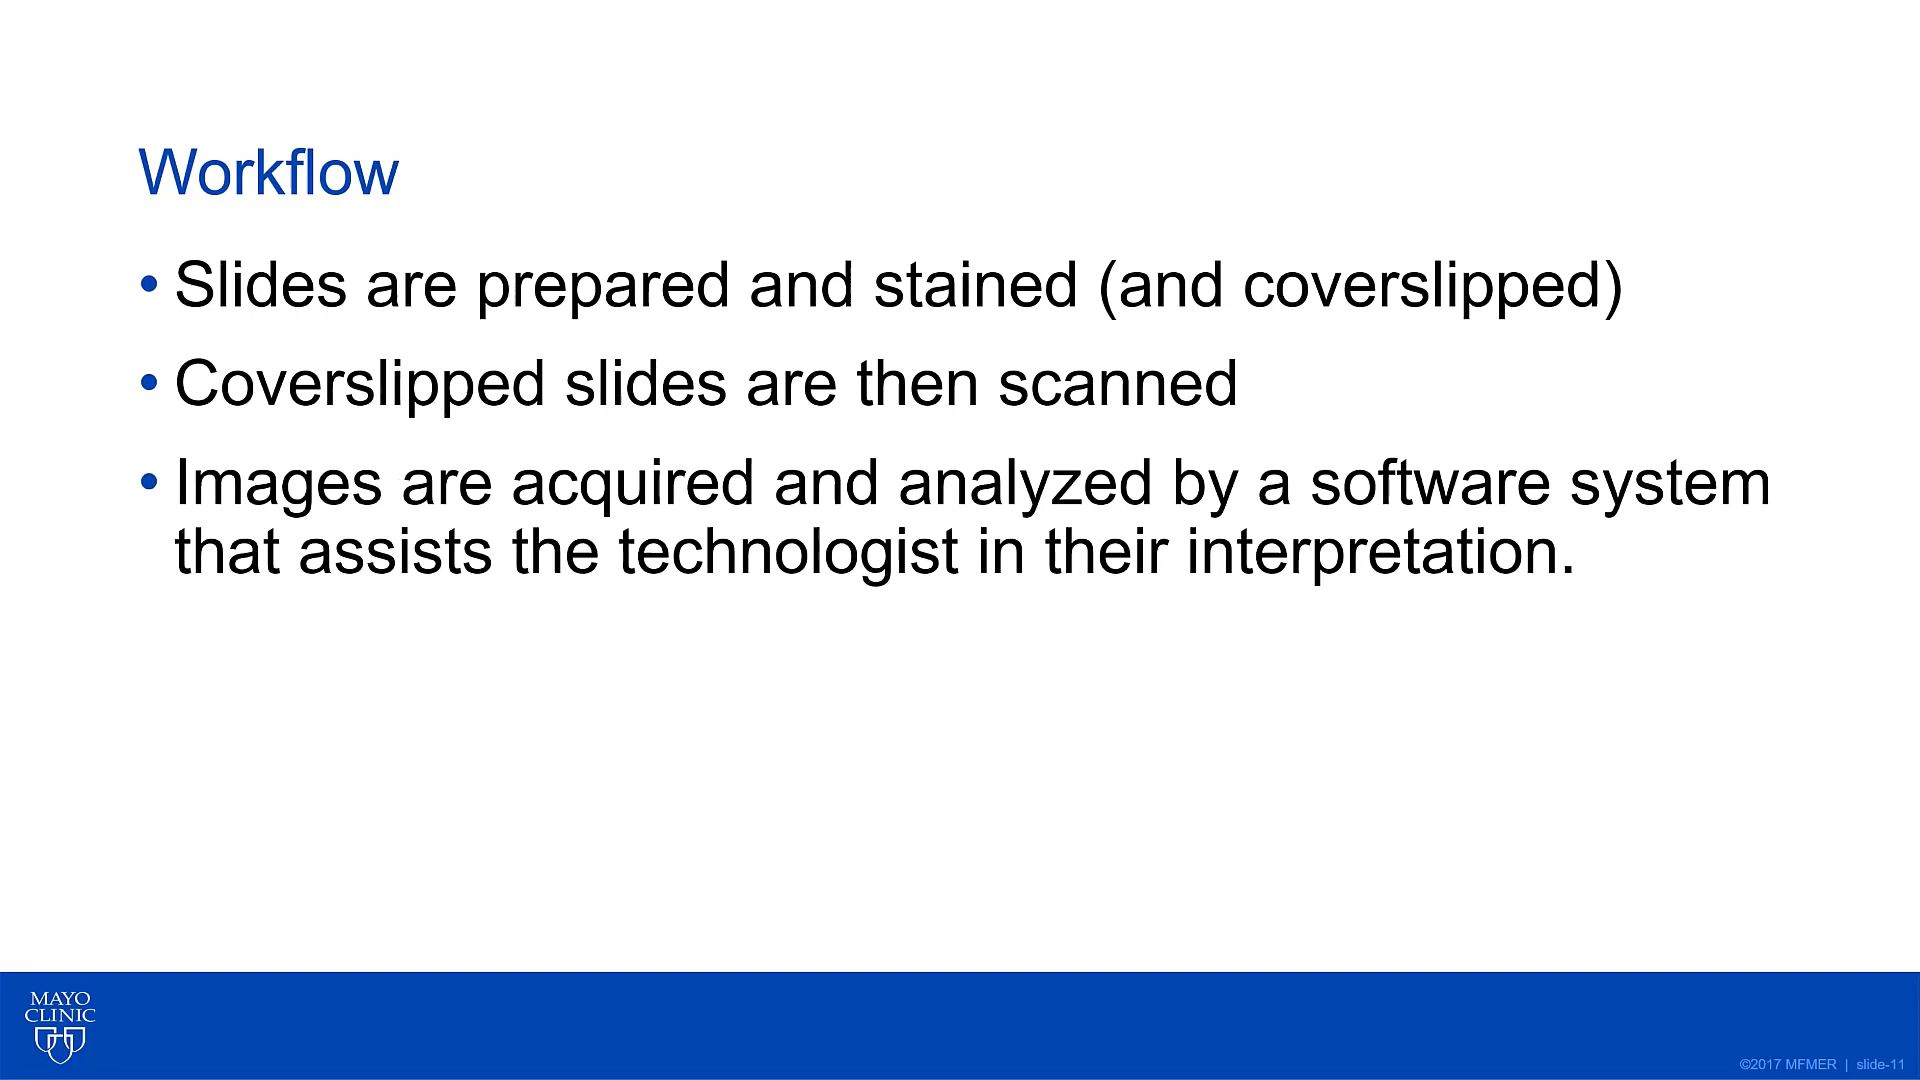 Workflow
• Slides are prepared and stained (and coverslipped)
• Coverslipped slides are then scanned
• Images are acquired and analyzed by a software system
that assists the technologist in their interpretation.
MAYO
CLINIC
©2017 MFMER | slide-11